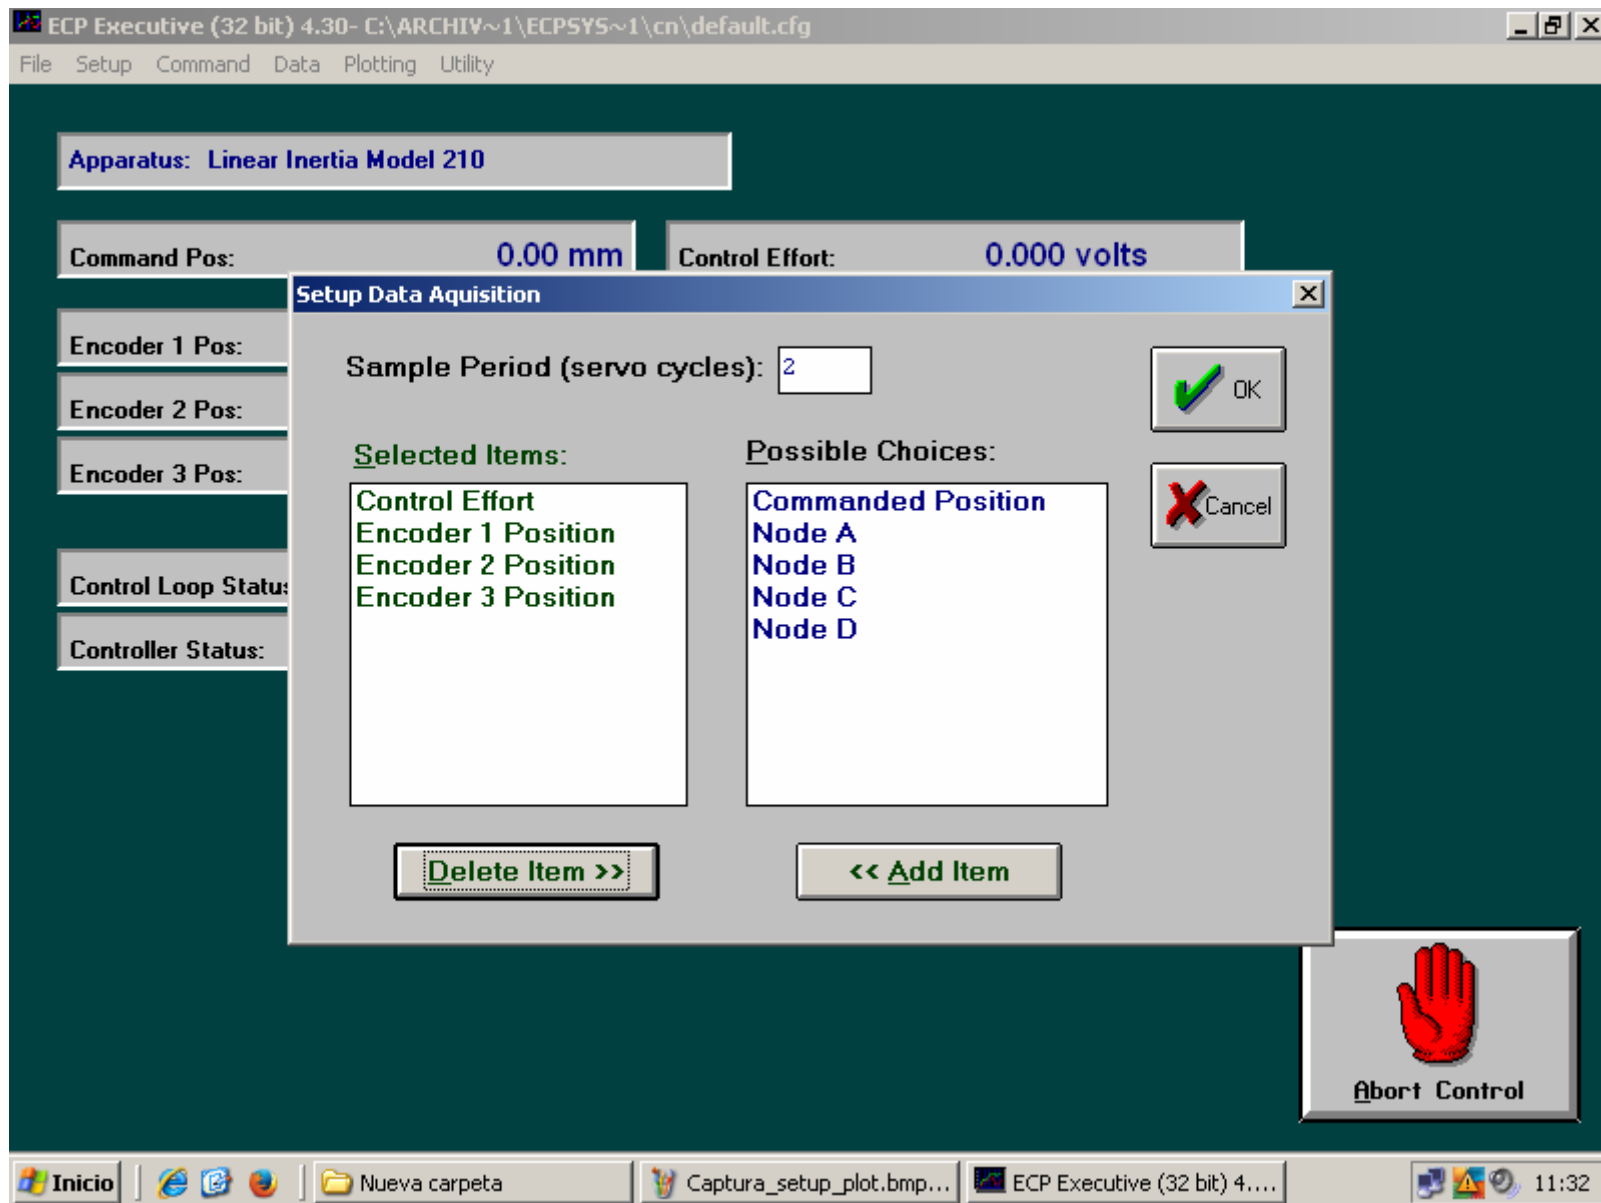 ECP Executive (32 bit) 4.30- C:\ARCHIV~1\ECPSYS~1\cn\default.cfg
File Setup Command Data Plotting Utility
Apparatus: Linear Inertia Model 210
Command Pos: 0.00 mm
Control Effort: 0.000 volts
Encoder 1 Pos:
Encoder 2 Pos:
Encoder 3 Pos:
Control Loop Status
Controller Status:
Setup Data Aquisition
Sample Period (servo cycles): 2
OK
Cancel
Selected Items:
Control Effort
Encoder 1 Position
Encoder 2 Position
Encoder 3 Position
Possible Choices:
Commanded Position
Node A
Node B
Node C
Node D
Delete Item >>
<< Add Item
Abort Control
Inicio
Nueva carpeta
Captura_setup_plot.bmp...
ECP Executive (32 bit) 4....
11:32